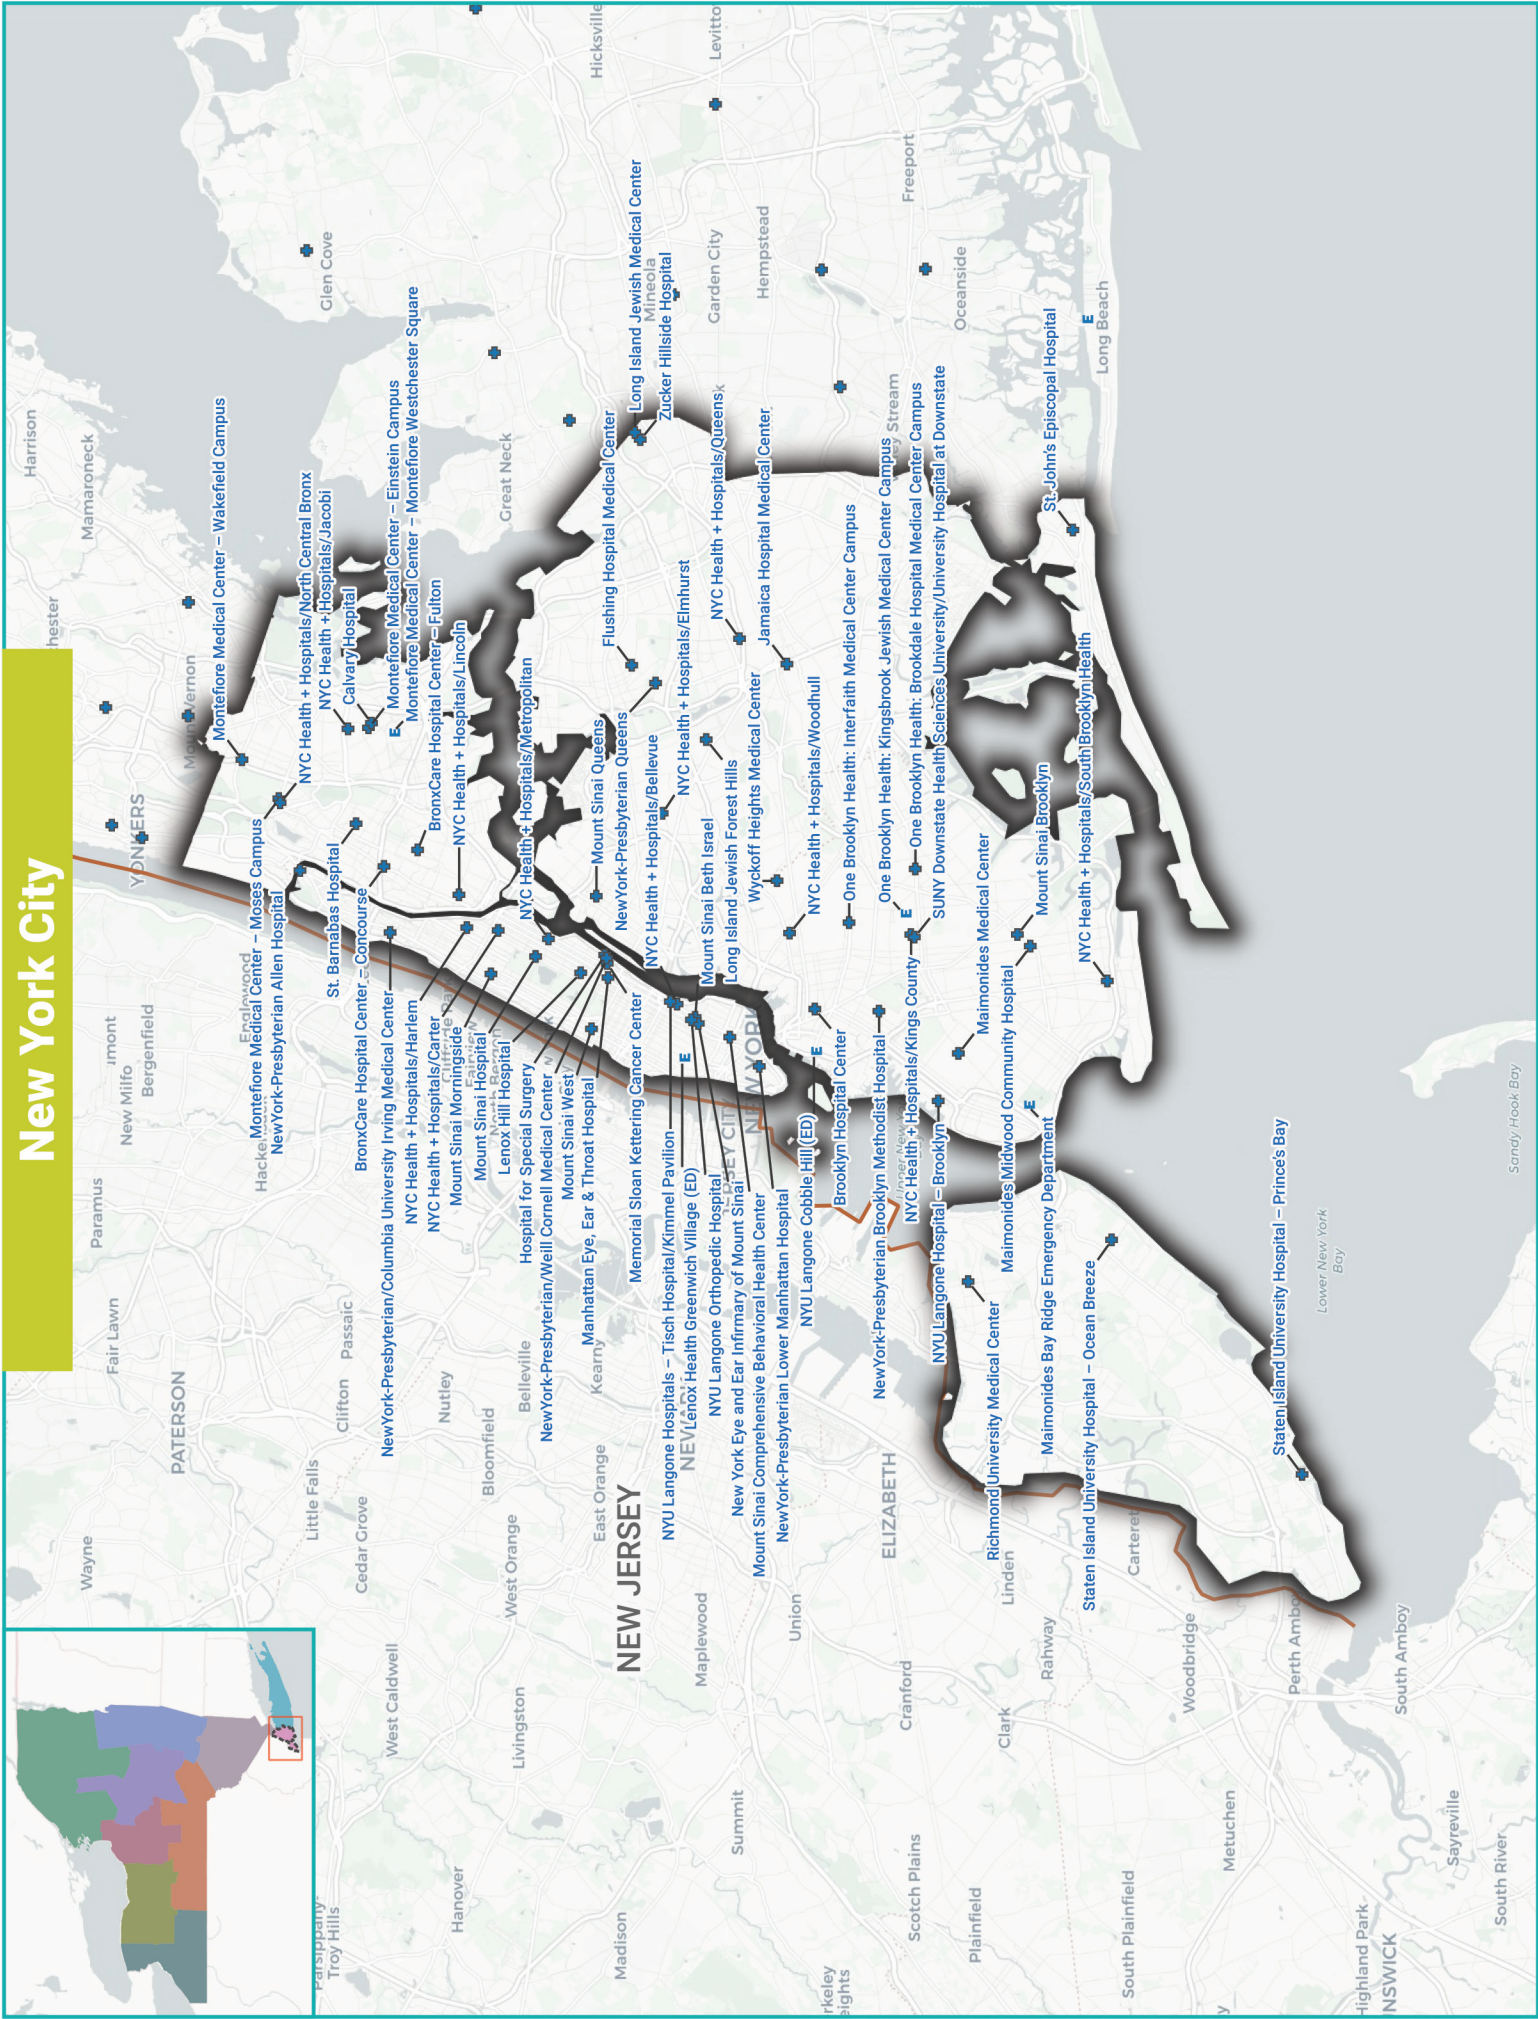 New York City
Montefiore Medical Center – Wakefield Campus
NYC Health + Hospitals/North Central Bronx
NYC Health + Hospitals/Jacobi
Calvary Hospital
Montefiore Medical Center – Einstein Campus
Montefiore Medical Center – Montefiore Westchester Square
BronxCare Hospital Center – Fulton
NYC Health + Hospitals/Lincoln
NYC Health + Hospitals/Metropolitan
Montefiore Medical Center – Moses Campus
NewYork-Presbyterian Allen Hospital
St. Barnabas Hospital
BronxCare Hospital Center – Concourse
NewYork-Presbyterian/Columbia University Irving Medical Center
NYC Health + Hospitals/Harlem
NYC Health + Hospitals/Carter
Mount Sinai Morningside
Mount Sinai Hospital
Lenox Hill Hospital
Hospital for Special Surgery
NewYork-Presbyterian/Weill Cornell Medical Center
Mount Sinai West
Manhattan Eye, Ear & Throat Hospital
Memorial Sloan Kettering Cancer Center
NYU Langone Hospitals – Tisch Hospital/Kimmel Pavilion
Lenox Health Greenwich Village (ED)
NYU Langone Orthopedic Hospital
New York Eye and Ear Infirmary of Mount Sinai
Mount Sinai Comprehensive Behavioral Health Center
NewYork-Presbyterian Lower Manhattan Hospital
NYU Langone Cobble Hill (ED)
Brooklyn Hospital Center
NewYork-Presbyterian Brooklyn Methodist Hospital
NYC Health + Hospitals/Kings County
NYU Langone Hospital – Brooklyn
Maimonides Medical Center
Maimonides Midwood Community Hospital
Maimonides Bay Ridge Emergency Department
Richmond University Medical Center
Staten Island University Hospital – Ocean Breeze
Staten Island University Hospital – Prince's Bay
Long Island Jewish Medical Center
Zucker Hillside Hospital
Flushing Hospital Medical Center
Mount Sinai Queens
NewYork-Presbyterian Queens
NYC Health + Hospitals/Bellevue
NYC Health + Hospitals/Elmhurst
Mount Sinai Beth Israel
Long Island Jewish Forest Hills
NYC Health + Hospitals/Queens
Wyckoff Heights Medical Center
Jamaica Hospital Medical Center
NYC Health + Hospitals/Woodhull
One Brooklyn Health: Interfaith Medical Center Campus
One Brooklyn Health: Kingsbrook Jewish Medical Center Campus
One Brooklyn Health: Brookdale Hospital Medical Center Campus
SUNY Downstate Health Sciences University/University Hospital at Downstate
Mount Sinai Brooklyn
NYC Health + Hospitals/South Brooklyn Health
St. John's Episcopal Hospital
E
E
E
E
E
E
Harrison
Mamaroneck
chester
Mount Vernon
YONKERS
Glen Cove
Great Neck
Hicksville
Levitto
Mineola
Garden City
Hempstead
Freeport
Oceanside
Long Beach
Stream
Englewood
Bergenfield
New Milfo
Paramus
Fair Lawn
PATERSON
Wayne
Little Falls
Clifton
Passaic
Cedar Grove
Nutley
Bloomfield
Belleville
West Orange
East Orange
Kearny
West Caldwell
Livingston
NEW JERSEY
NEW YORK
Maplewood
Union
ELIZABETH
Cranford
Clark
Linden
Rahway
Carteret
Woodbridge
Perth Ambo
South Amboy
Parsippany-
Troy Hills
Hanover
Madison
Summit
Scotch Plains
Plainfield
South Plainfield
Metuchen
Sayreville
South River
Highland Park
NSWICK
rkeley
eights
Lower New York
Bay
Sandy Hook Bay